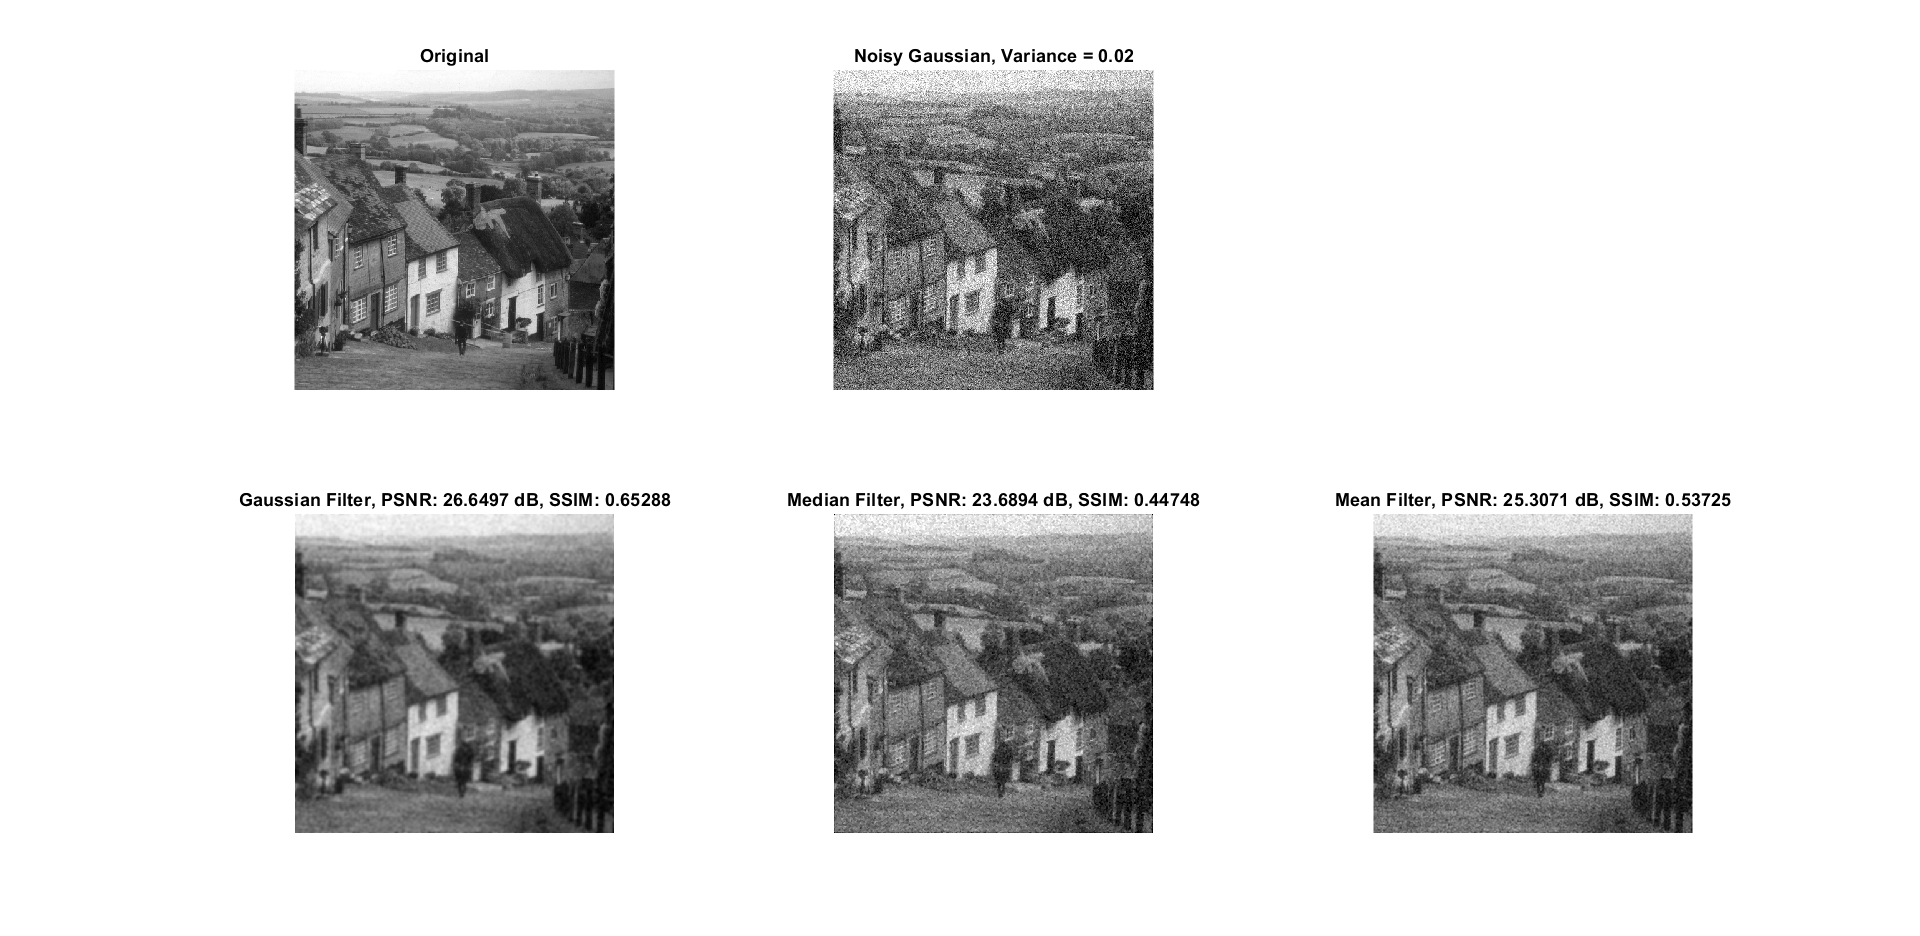 Original
Noisy Gaussian, Variance = 0.02
Gaussian Filter, PSNR: 26.6497 dB, SSIM: 0.65288
Median Filter, PSNR: 23.6894 dB, SSIM: 0.44748
Mean Filter, PSNR: 25.3071 dB, SSIM: 0.53725